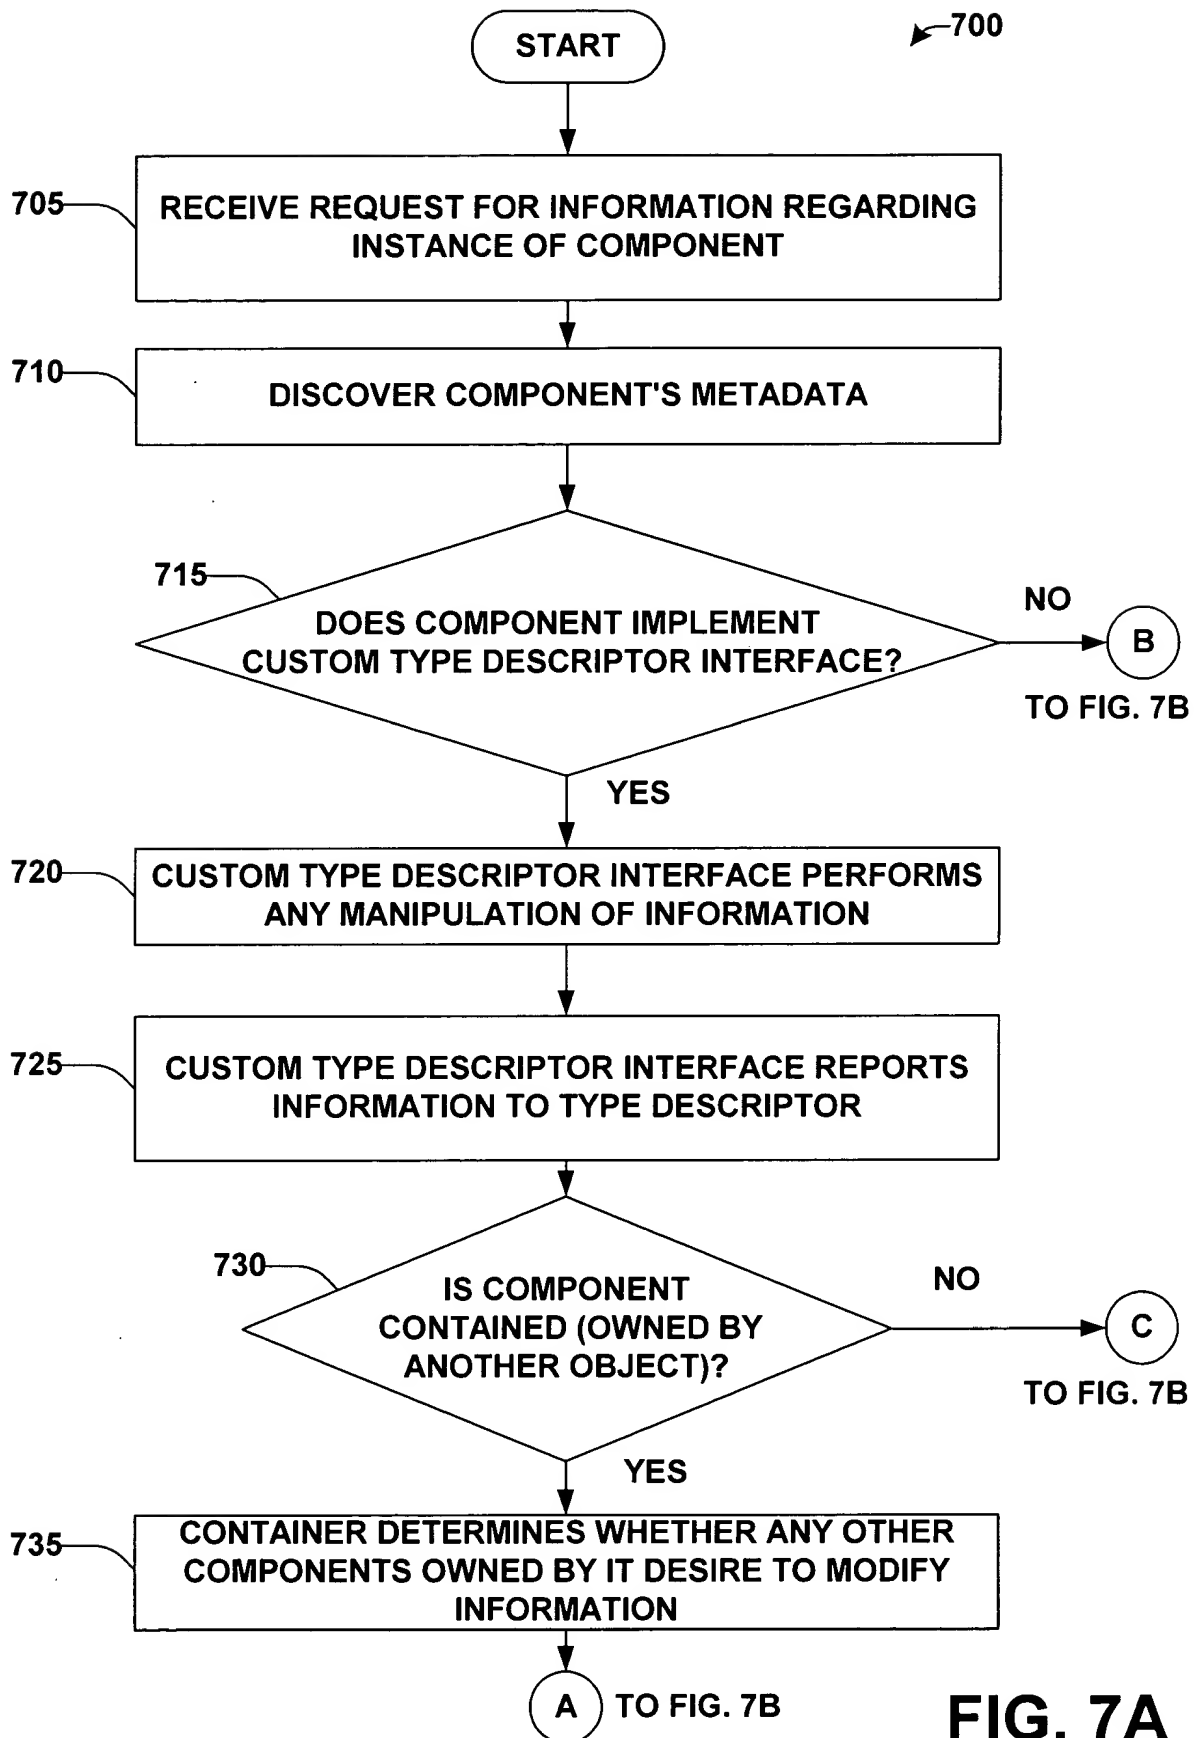 START
700
705
RECEIVE REQUEST FOR INFORMATION REGARDING
INSTANCE OF COMPONENT
710
DISCOVER COMPONENT'S METADATA
715
DOES COMPONENT IMPLEMENT
CUSTOM TYPE DESCRIPTOR INTERFACE?
NO
B
TO FIG. 7B
YES
720
CUSTOM TYPE DESCRIPTOR INTERFACE PERFORMS
ANY MANIPULATION OF INFORMATION
725
CUSTOM TYPE DESCRIPTOR INTERFACE REPORTS
INFORMATION TO TYPE DESCRIPTOR
730
IS COMPONENT
CONTAINED (OWNED BY
ANOTHER OBJECT)?
NO
C
TO FIG. 7B
YES
735
CONTAINER DETERMINES WHETHER ANY OTHER
COMPONENTS OWNED BY IT DESIRE TO MODIFY
INFORMATION
A
TO FIG. 7B
FIG. 7A